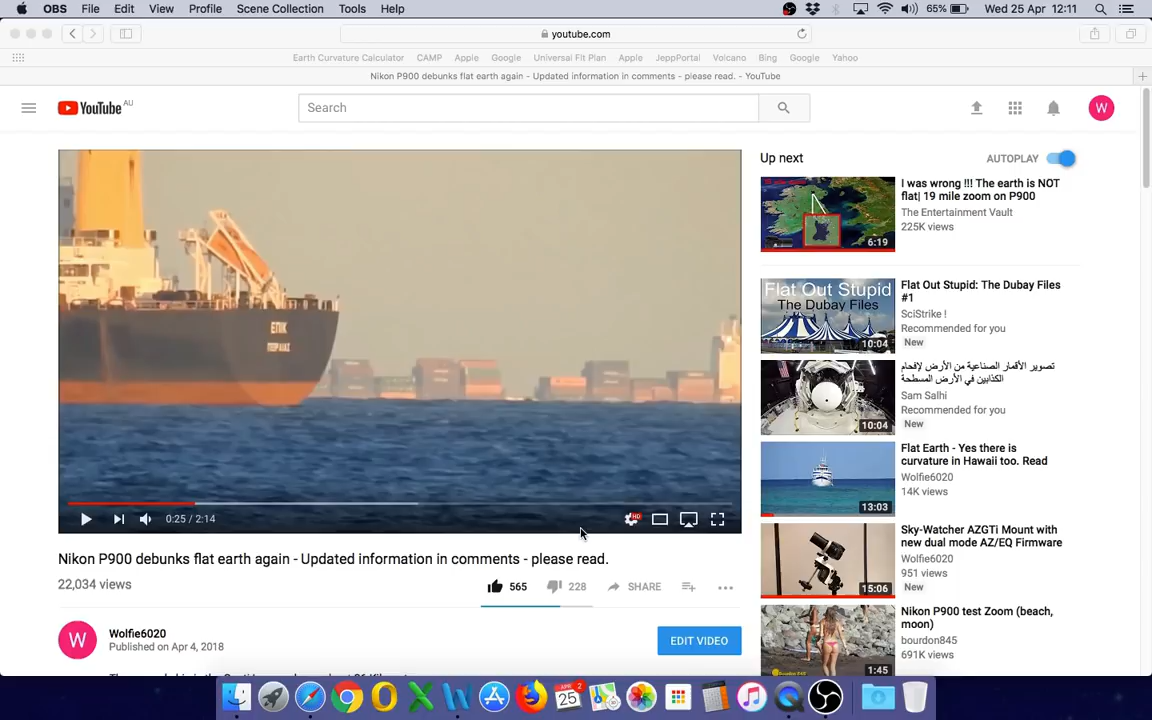 OBS File Edit View Profile Scene Collection Tools Help 65% Wed 25 Apr 12:11
youtube.com
Earth Curvature Calculator CAMP Apple Google Universal Flt Plan Apple JeppPortal Volcano Bing Google Yahoo
Nikon P900 debunks flat earth again - Updated information in comments - please read. - YouTube
YouTube AU
Search
W
ΕΠΙΚ
ΠΕΙΡΑΙΑΣ
0:25 / 2:14
HD
Nikon P900 debunks flat earth again - Updated information in comments - please read.
22,034 views
565 228 SHARE
W
Wolfie6020
Published on Apr 4, 2018
EDIT VIDEO
Up next AUTOPLAY
6:19
I was wrong !!! The earth is NOT
flat| 19 mile zoom on P900
The Entertainment Vault
225K views
Flat Out Stupid
The Dubay Files
10:04
Flat Out Stupid: The Dubay Files
#1
SciStrike !
Recommended for you
New
10:04
تصوير الأقمار الصناعية من الأرض لإفحام
الكذابين في الأرض المسطحة
Sam Salhi
Recommended for you
New
13:03
Flat Earth - Yes there is
curvature in Hawaii too. Read
Wolfie6020
14K views
15:06
Sky-Watcher AZGTi Mount with
new dual mode AZ/EQ Firmware
Wolfie6020
951 views
New
1:45
Nikon P900 test Zoom (beach,
moon)
bourdon845
691K views
APR 2
25